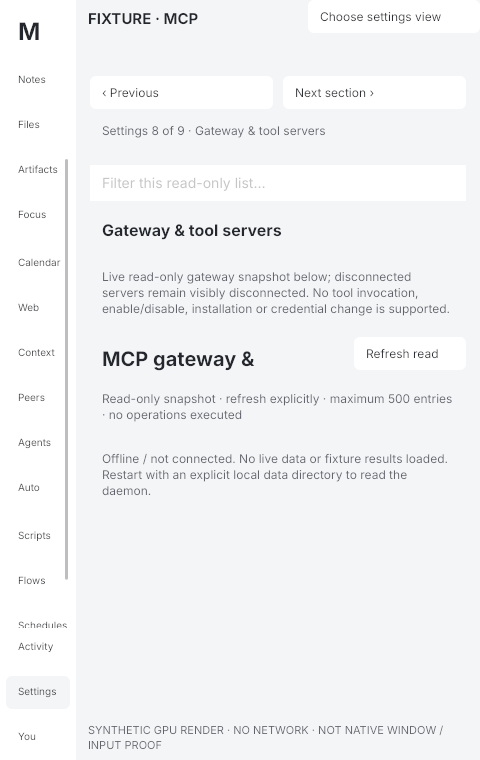 M
Notes
Files
Artifacts
Focus
Calendar
Web
Context
Peers
Agents
Auto
Scripts
Flows
Schedules
Activity
Settings
You
FIXTURE · MCP
Choose settings view
‹ Previous
Next section ›
Settings 8 of 9 · Gateway & tool servers
Filter this read-only list...
Gateway & tool servers
Live read-only gateway snapshot below; disconnected
servers remain visibly disconnected. No tool invocation,
enable/disable, installation or credential change is supported.
MCP gateway &
Refresh read
Read-only snapshot · refresh explicitly · maximum 500 entries
· no operations executed
Offline / not connected. No live data or fixture results loaded.
Restart with an explicit local data directory to read the
daemon.
SYNTHETIC GPU RENDER · NO NETWORK · NOT NATIVE WINDOW /
INPUT PROOF